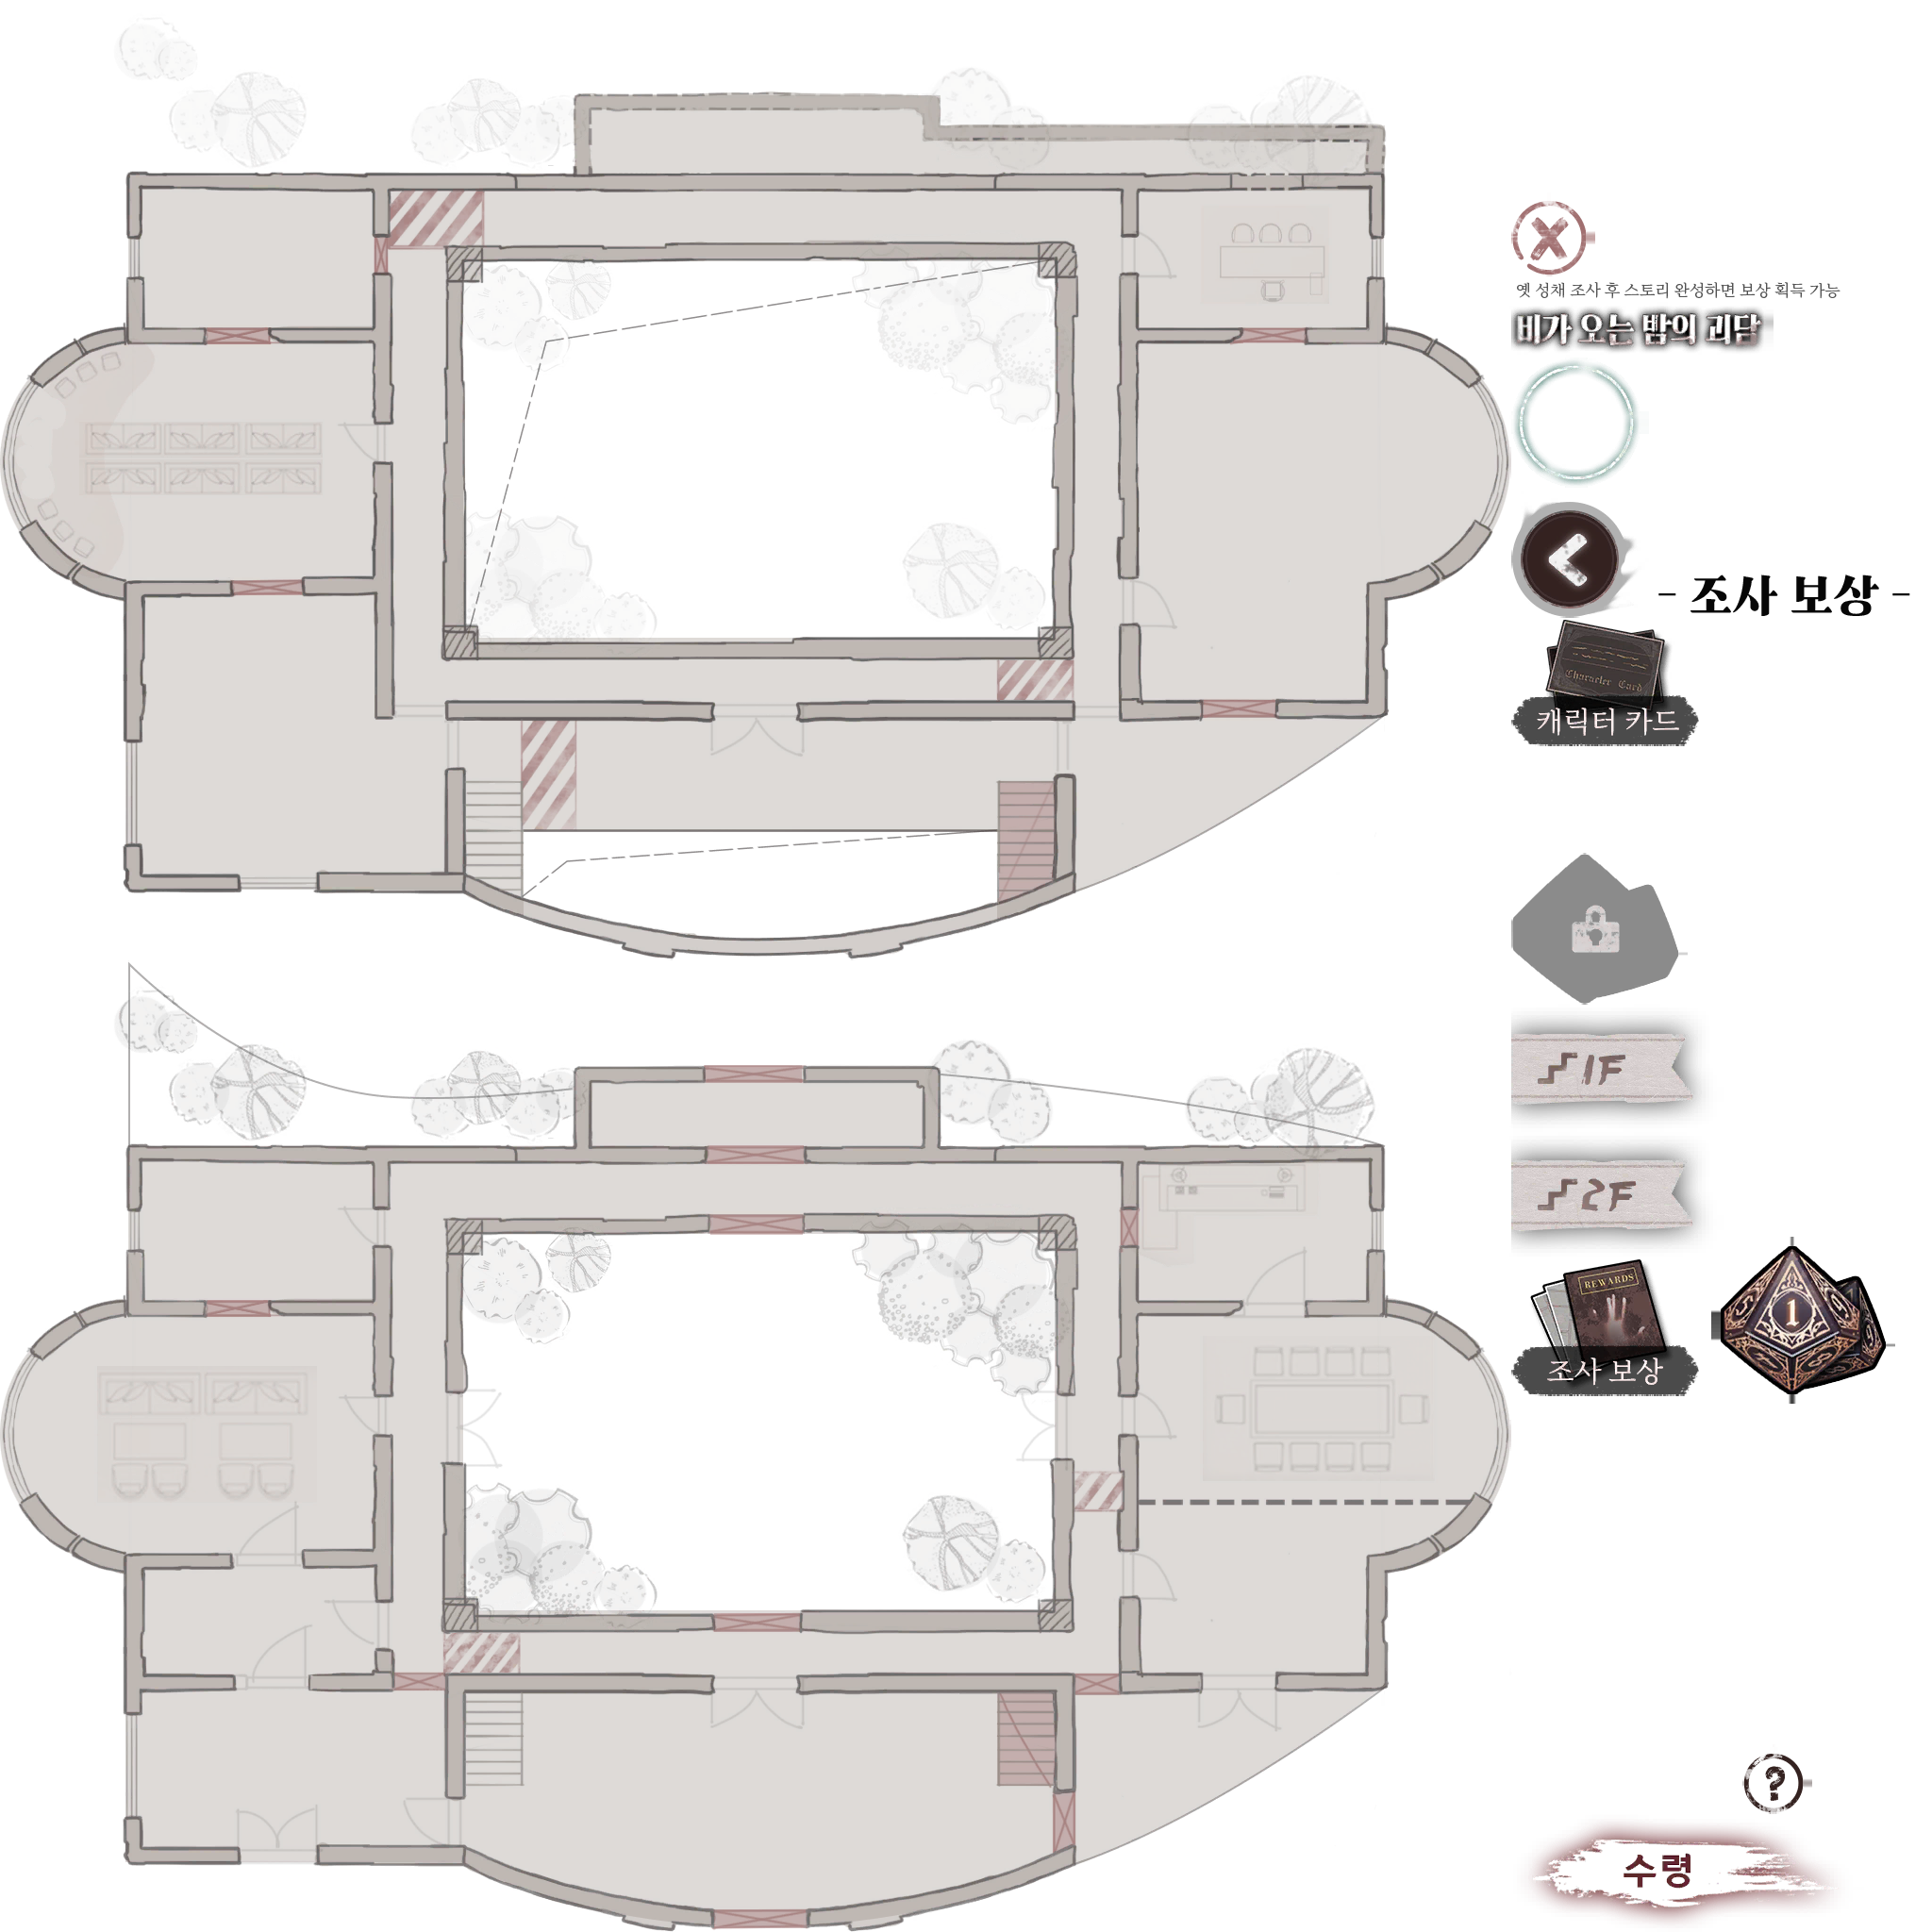 옛 성채 조사 후 스토리 완성하면 보상 획득 가능
비가 오는 밤의 괴담
- 조사 보상 -
Character Card
캐릭터 카드
1F
2F
REWARDS
조사 보상
1
?
수령